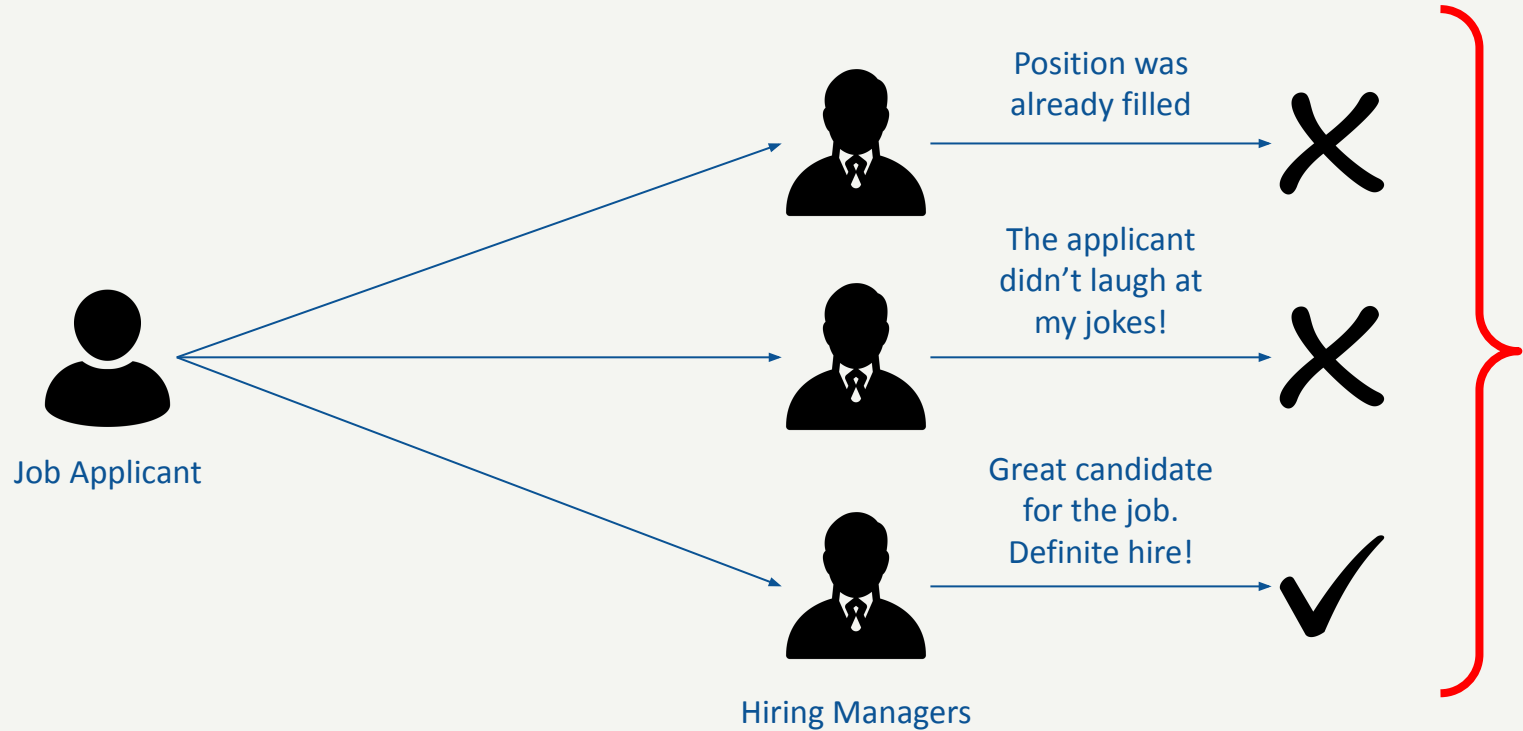 Position was
already filled
The applicant
didn’t laugh at
my jokes!
Job Applicant
Great candidate
for the job.
Definite hire!
Hiring Managers